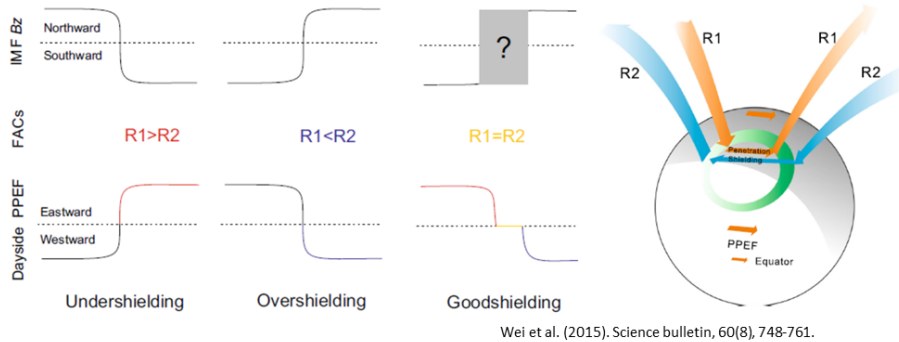 IMF Bz
Northward
Southward
?
FACs
R1>R2
R1<R2
R1=R2
Dayside PPEF
Eastward
Westward
Undershielding
Overshielding
Goodshielding
R2
R1
R1
R2
Penetration
Shielding
PPEF
Equator
Wei et al. (2015). Science bulletin, 60(8), 748-761.